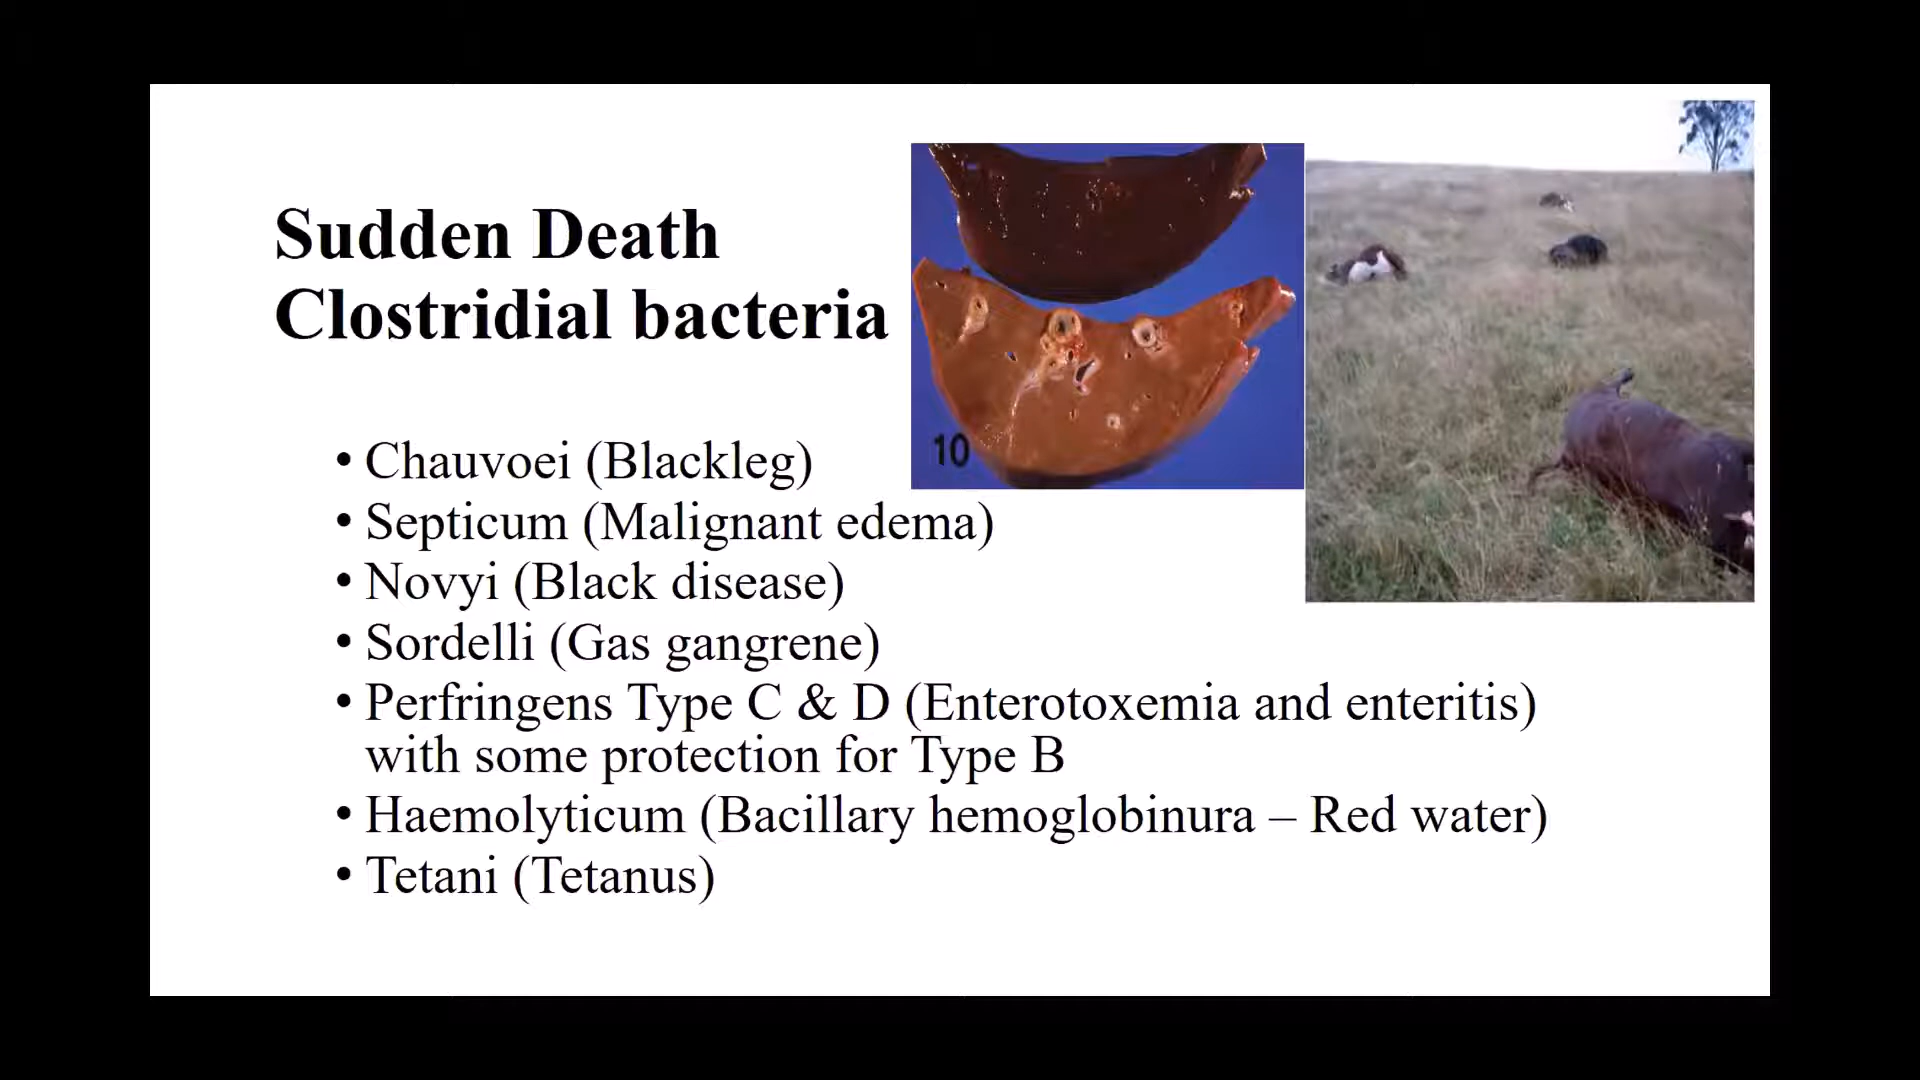 Sudden Death
Clostridial bacteria
10
• Chauvoei (Blackleg)
• Septicum (Malignant edema)
• Novyi (Black disease)
• Sordelli (Gas gangrene)
• Perfringens Type C & D (Enterotoxemia and enteritis)
with some protection for Type B
• Haemolyticum (Bacillary hemoglobinura – Red water)
• Tetani (Tetanus)